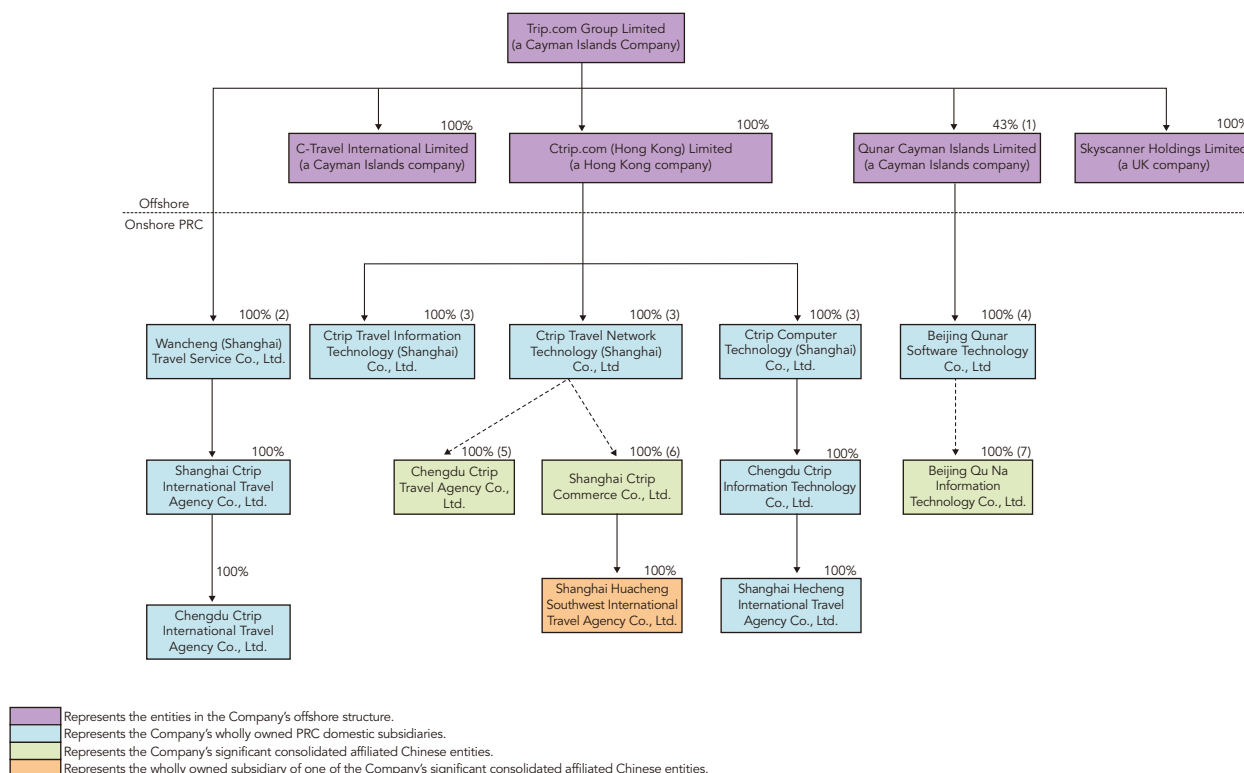 Trip.com Group Limited
(a Cayman Islands Company)
100%
C-Travel International Limited
(a Cayman Islands company)
100%
Ctrip.com (Hong Kong) Limited
(a Hong Kong company)
43% (1)
Qunar Cayman Islands Limited
(a Cayman Islands company)
100%
Skyscanner Holdings Limited
(a UK company)
Offshore
Onshore PRC
100% (2)
Wancheng (Shanghai)
Travel Service Co., Ltd.
100% (3)
Ctrip Travel Information
Technology (Shanghai)
Co., Ltd.
100% (3)
Ctrip Travel Network
Technology (Shanghai)
Co., Ltd
100% (3)
Ctrip Computer
Technology (Shanghai)
Co., Ltd.
100% (4)
Beijing Qunar
Software Technology
Co., Ltd
100%
Shanghai Ctrip
International Travel
Agency Co., Ltd.
100% (5)
Chengdu Ctrip
Travel Agency Co.,
Ltd.
100% (6)
Shanghai Ctrip
Commerce Co., Ltd.
100%
Chengdu Ctrip
Information Technology
Co., Ltd.
100% (7)
Beijing Qu Na
Information
Technology Co., Ltd.
100%
Chengdu Ctrip
International Travel
Agency Co., Ltd.
100%
Shanghai Huacheng
Southwest International
Travel Agency Co., Ltd.
100%
Shanghai Hecheng
International Travel
Agency Co., Ltd.
Represents the entities in the Company's offshore structure.
Represents the Company's wholly owned PRC domestic subsidiaries.
Represents the Company's significant consolidated affiliated Chinese entities.
Represents the wholly owned subsidiary of one of the Company's significant consolidated affiliated Chinese entities.